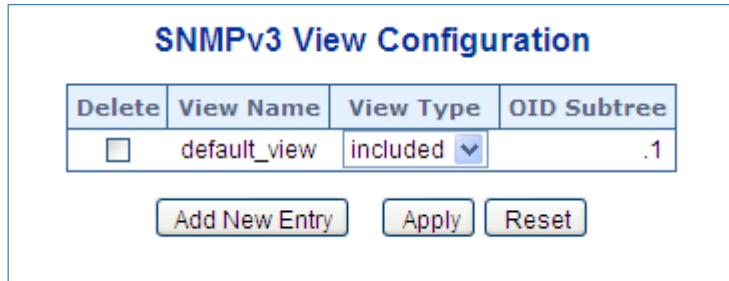 SNMPv3 View Configuration
Delete View Name View Type OID Subtree
default_view included .1
Add New Entry Apply Reset